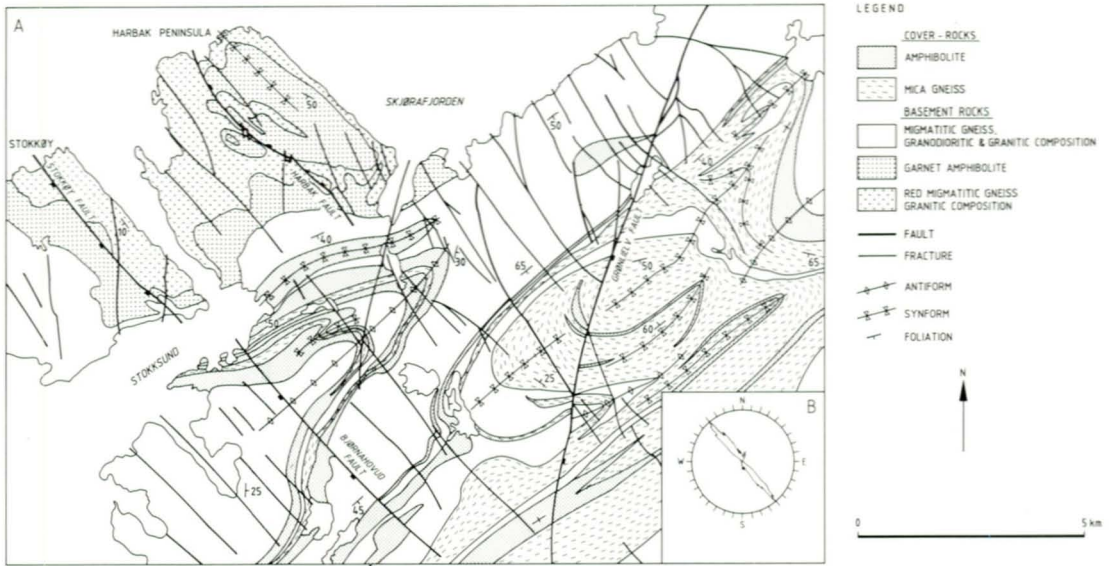 A
HARBAK PENINSULA
50
SKJØRAFJORDEN
50
STOKKØY
STOKKØY FAULT
10
HARBAK FAULT
40
40
30
65
GRØNLIELV FAULT
50
65
60
50
STOKKSUND
25
BJØRNAHOVUD
FAULT
25
45
B
N
W
E
S
LEGEND
COVER-ROCKS
AMPHIBOLITE
MICA GNEISS
BASEMENT ROCKS
MIGMATITIC GNEISS,
GRANODIORITIC & GRANITIC COMPOSITION
GARNET AMPHIBOLITE
RED MIGMATITIC GNEISS
GRANITIC COMPOSITION
FAULT
FRACTURE
ANTIFORM
SYNFORM
FOLIATION
N
0
5 km